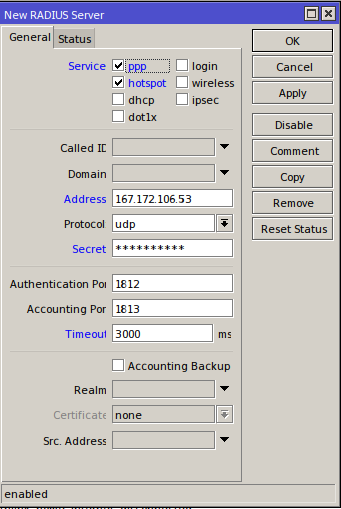 New RADIUS Server
General Status
OK
Cancel
Apply
Disable
Comment
Copy
Remove
Reset Status
Service ppp login
hotspot wireless
dhcp ipsec
dot1x
Called ID
Domain
Address 167.172.106.53
Protocol udp
Secret **********
Authentication Por 1812
Accounting Por 1813
Timeout 3000 ms
Accounting Backup
Realm
Certificate none
Src. Address
enabled